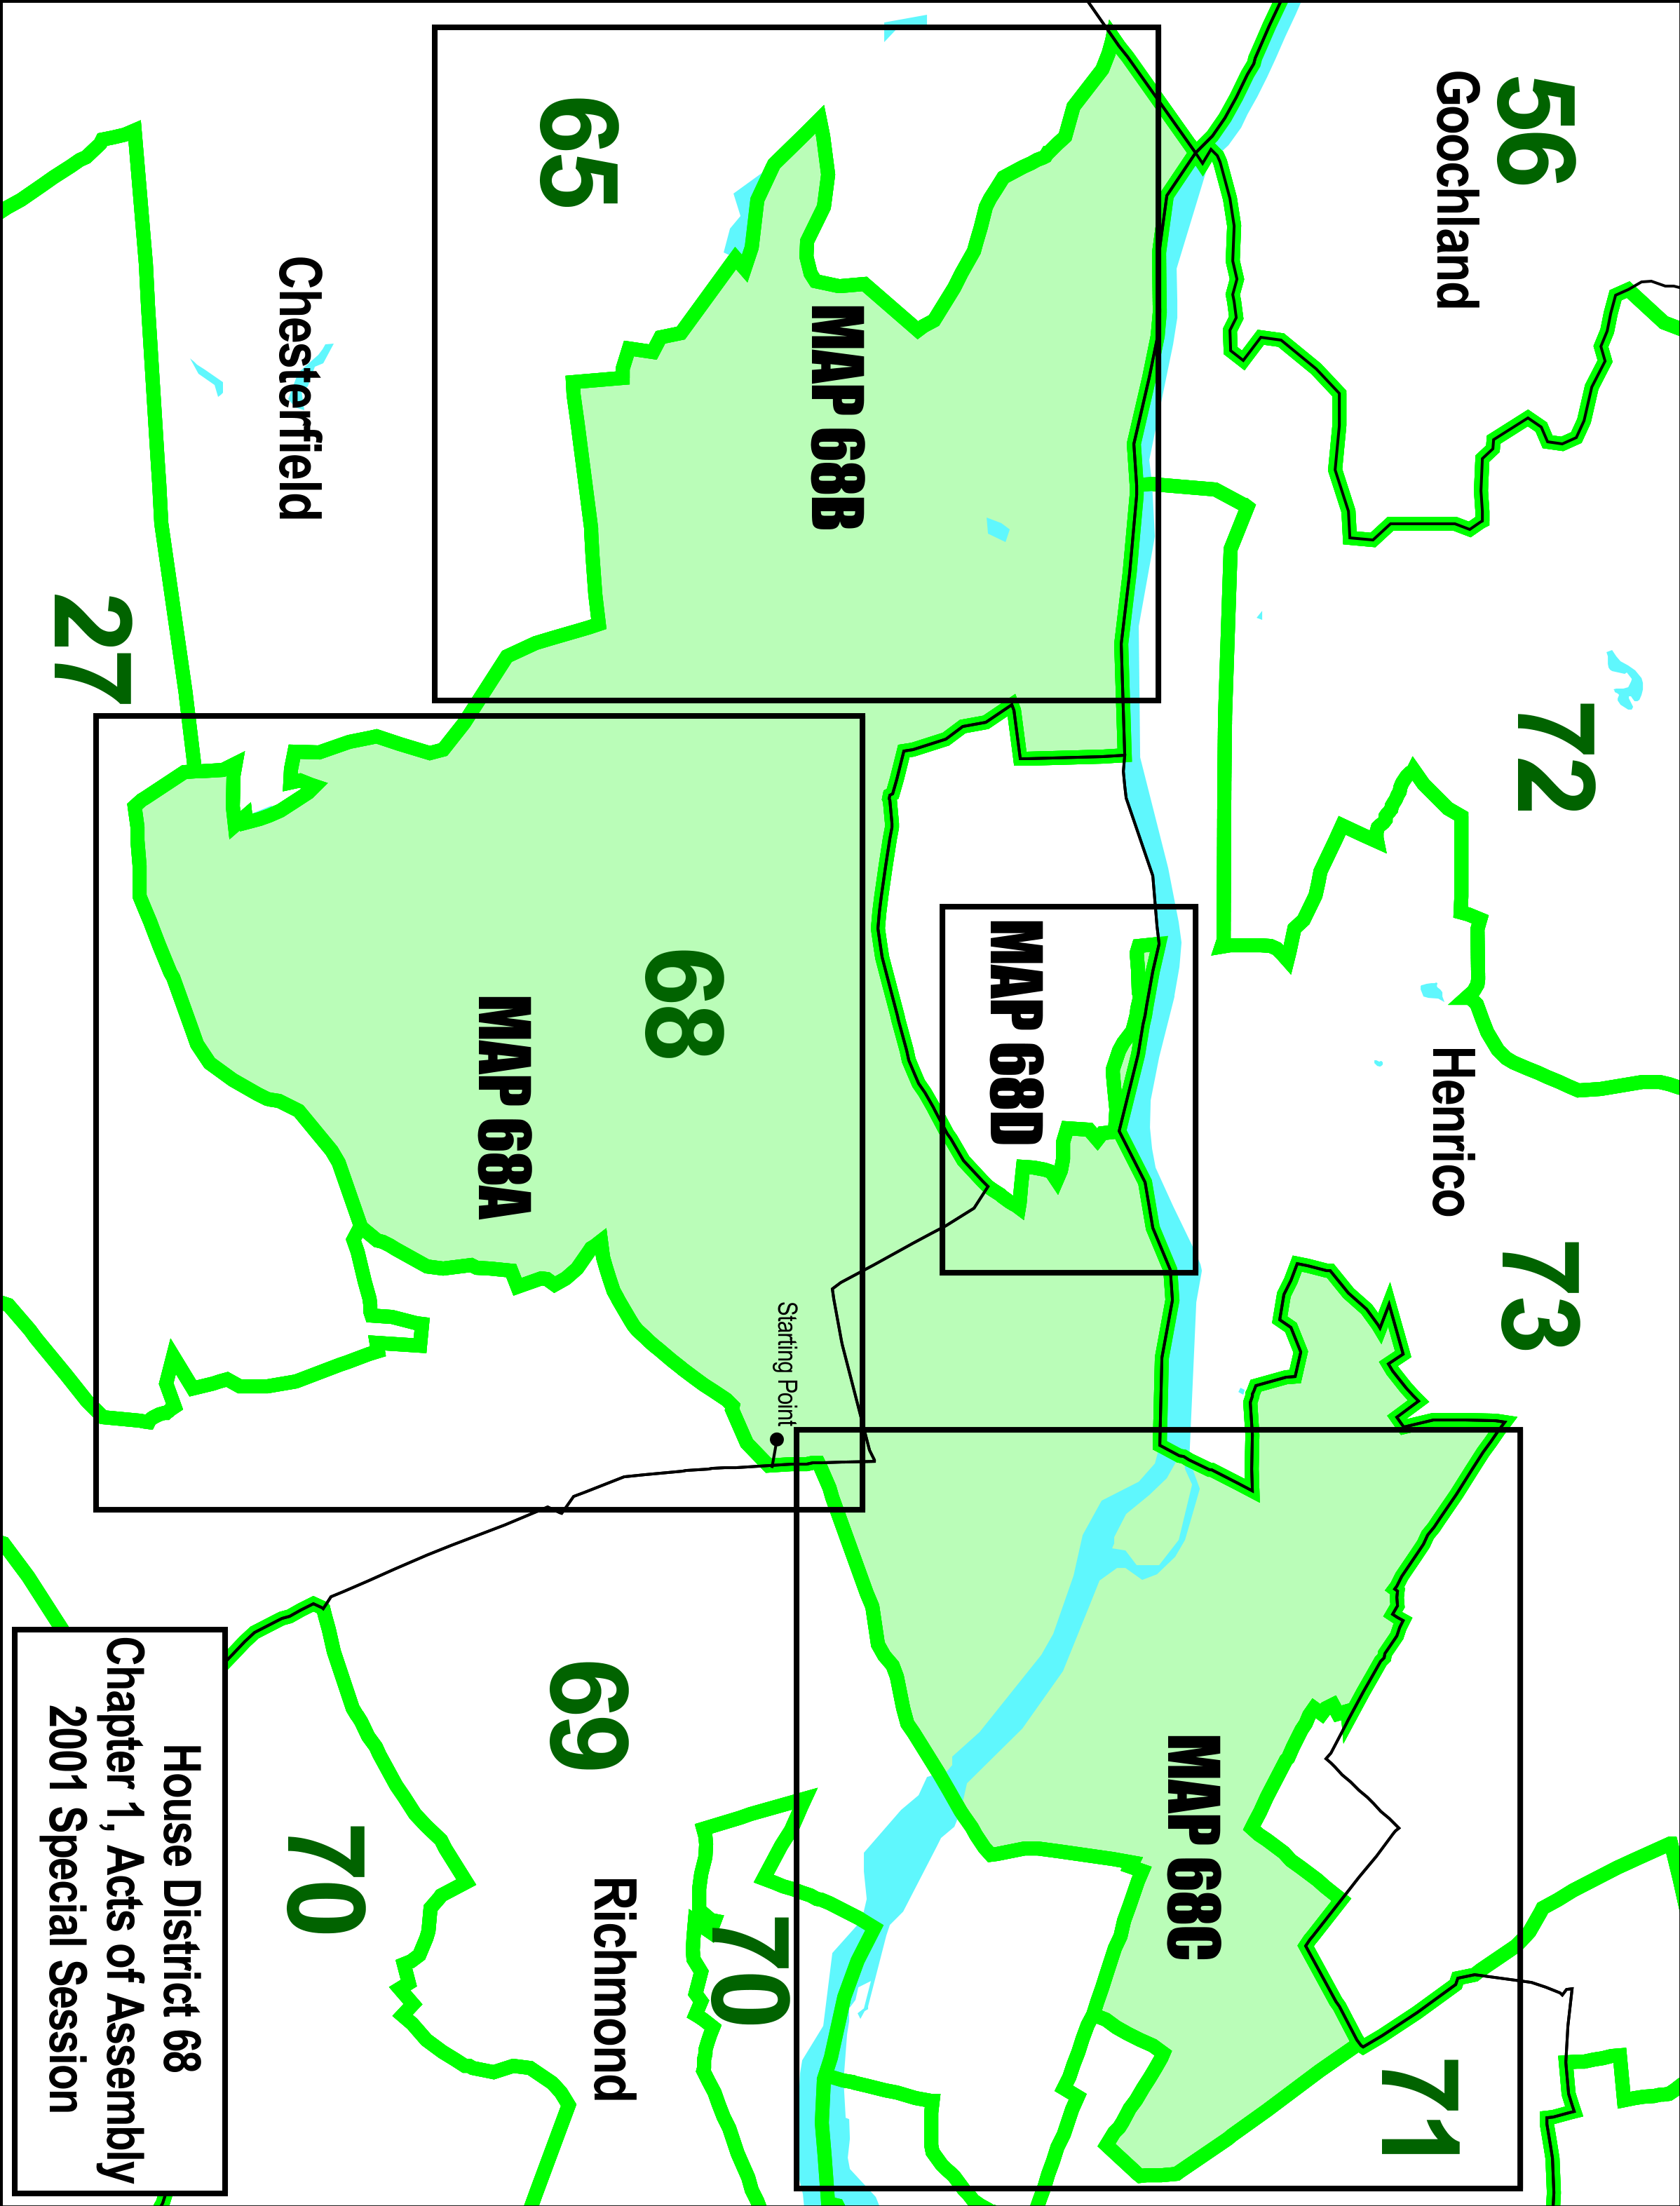 56
Goochland
72
Henrico
73
71
65
MAP 68B
MAP 68D
MAP 68C
Chesterfield
27
68
MAP 68A
Starting Point
69
Richmond
70
70
House District 68
Chapter 1, Acts of Assembly
2001 Special Session